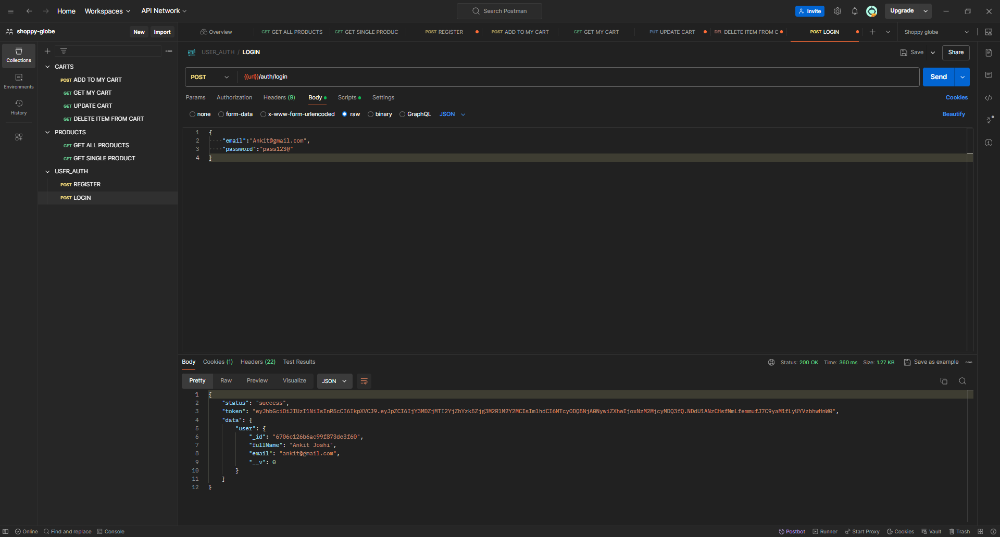 Home Workspaces API Network Search Postman Invite Upgrade
shoppy-globe New Import Overview GET GET ALL PRODUCTS GET GET SINGLE PRODUC POST REGISTER POST ADD TO MY CART GET GET MY CART PUT UPDATE CART DEL DELETE ITEM FROM C POST LOGIN Shoppy globe
Collections
Environments
History
CARTS
POST ADD TO MY CART
GET GET MY CART
GET UPDATE CART
GET DELETE ITEM FROM CART
PRODUCTS
GET GET ALL PRODUCTS
GET GET SINGLE PRODUCT
USER_AUTH
POST REGISTER
POST LOGIN
HTTP USER_AUTH / LOGIN Save Share
POST {{url}}/auth/login Send
Params Authorization Headers (9) Body Scripts Settings Cookies
none form-data x-www-form-urlencoded raw binary GraphQL JSON Beautify
1 {
2 "email":"Ankit@gmail.com",
3 "password":"pass123@"
4 }
Body Cookies (1) Headers (22) Test Results Status: 200 OK Time: 360 ms Size: 1.27 KB Save as example
Pretty Raw Preview Visualize JSON
1 {
2 "status": "success",
3 "token":
4 "data": {
5 "user": {
6 "_id": "6706c126b6ac99f873de3f60",
7 "fullName": "Ankit Joshi",
8 "email": "ankit@gmail.com",
9 "__v": 0
10 }
11 }
12 }
Online Find and replace Console Postbot Runner Start Proxy Cookies Vault Trash